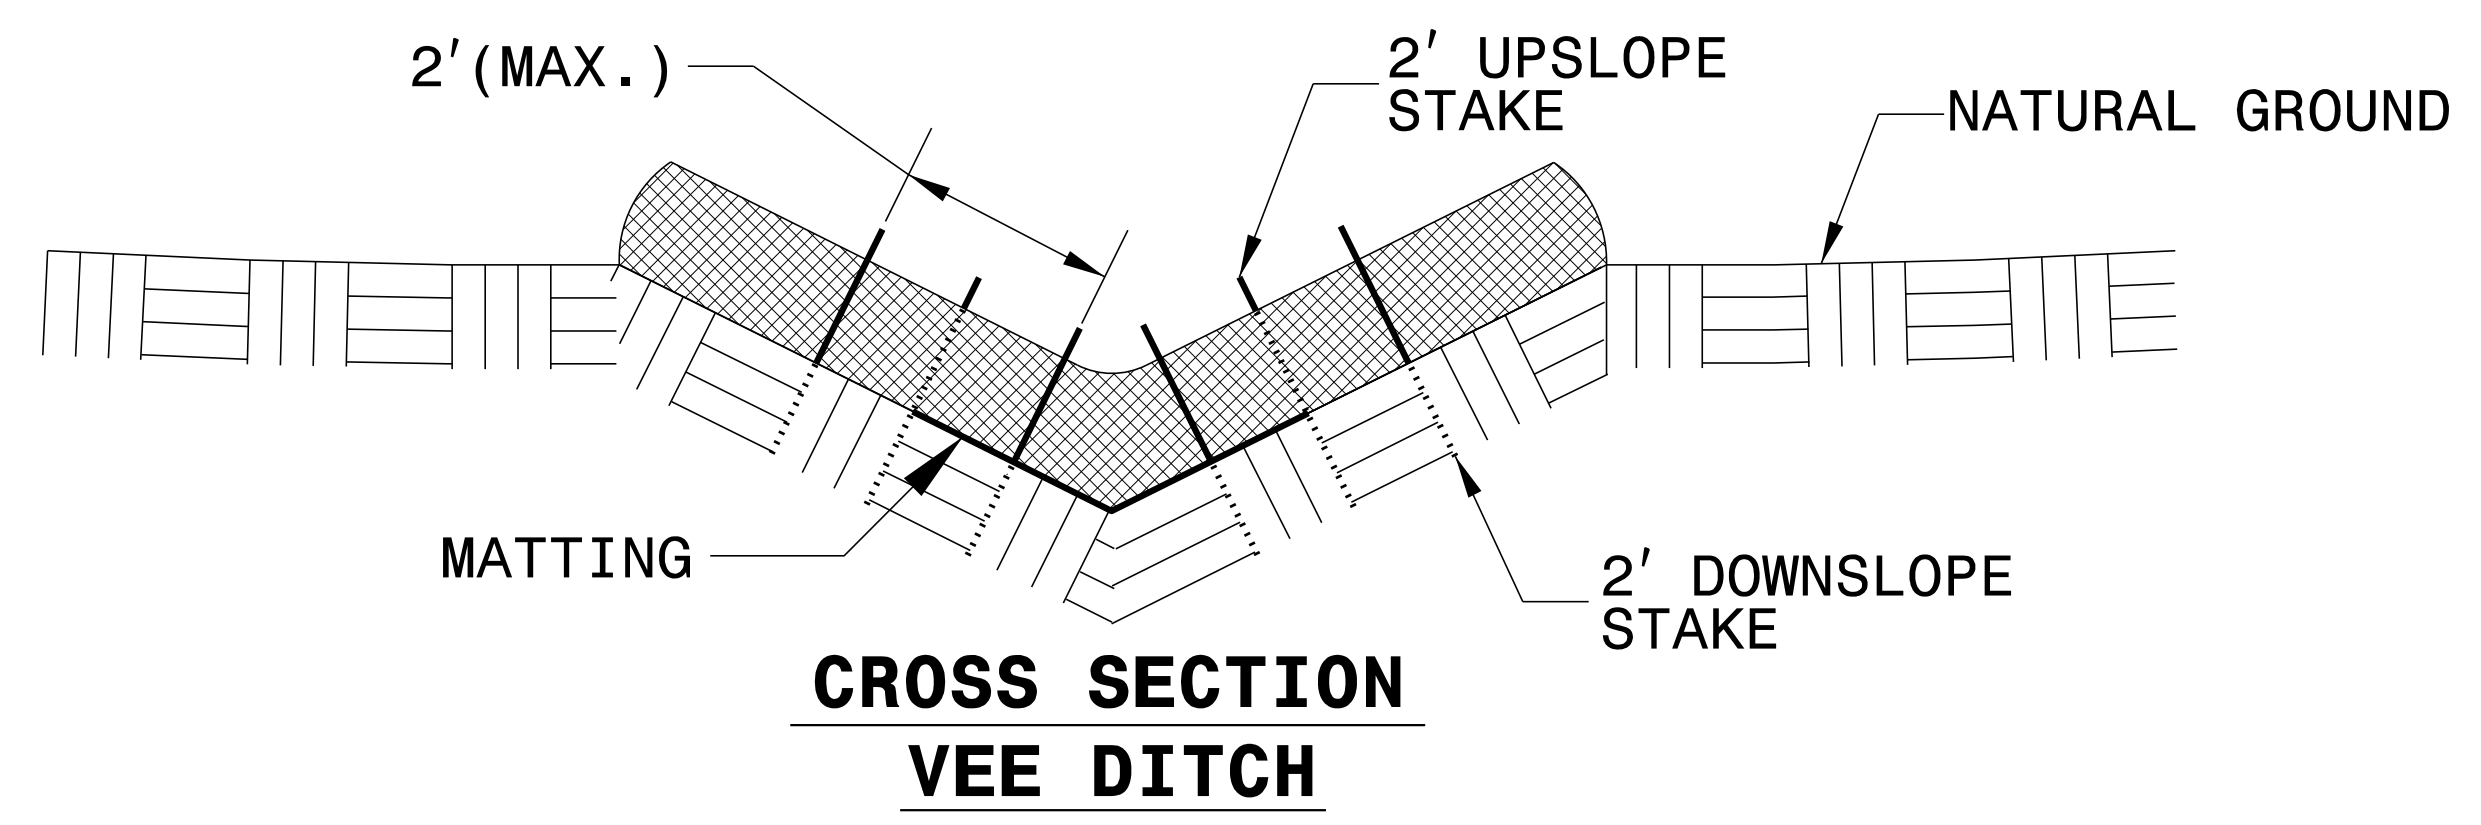 2'(MAX.)
2' UPSLOPE
STAKE
NATURAL GROUND
MATTING
2' DOWNSLOPE
STAKE
CROSS SECTION
VEE DITCH